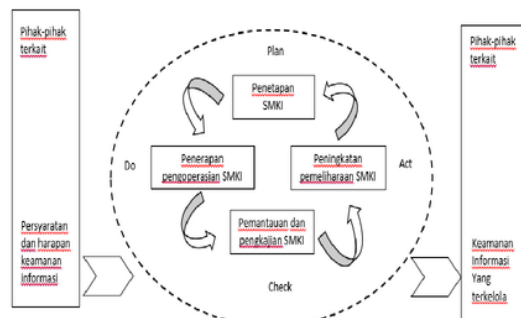 Pihak-pihak
terkait
Persyaratan
dan harapan
keamanan
informasi
Plan
Penetapan
SMKI
Do
Penerapan
pengoperasian SMKI
Peningkatan
pemeliharaan SMKI
Act
Pemantauan dan
pengkajian SMKI
Check
Pihak-pihak
terkait
Keamanan
Informasi
Yang
terkelola